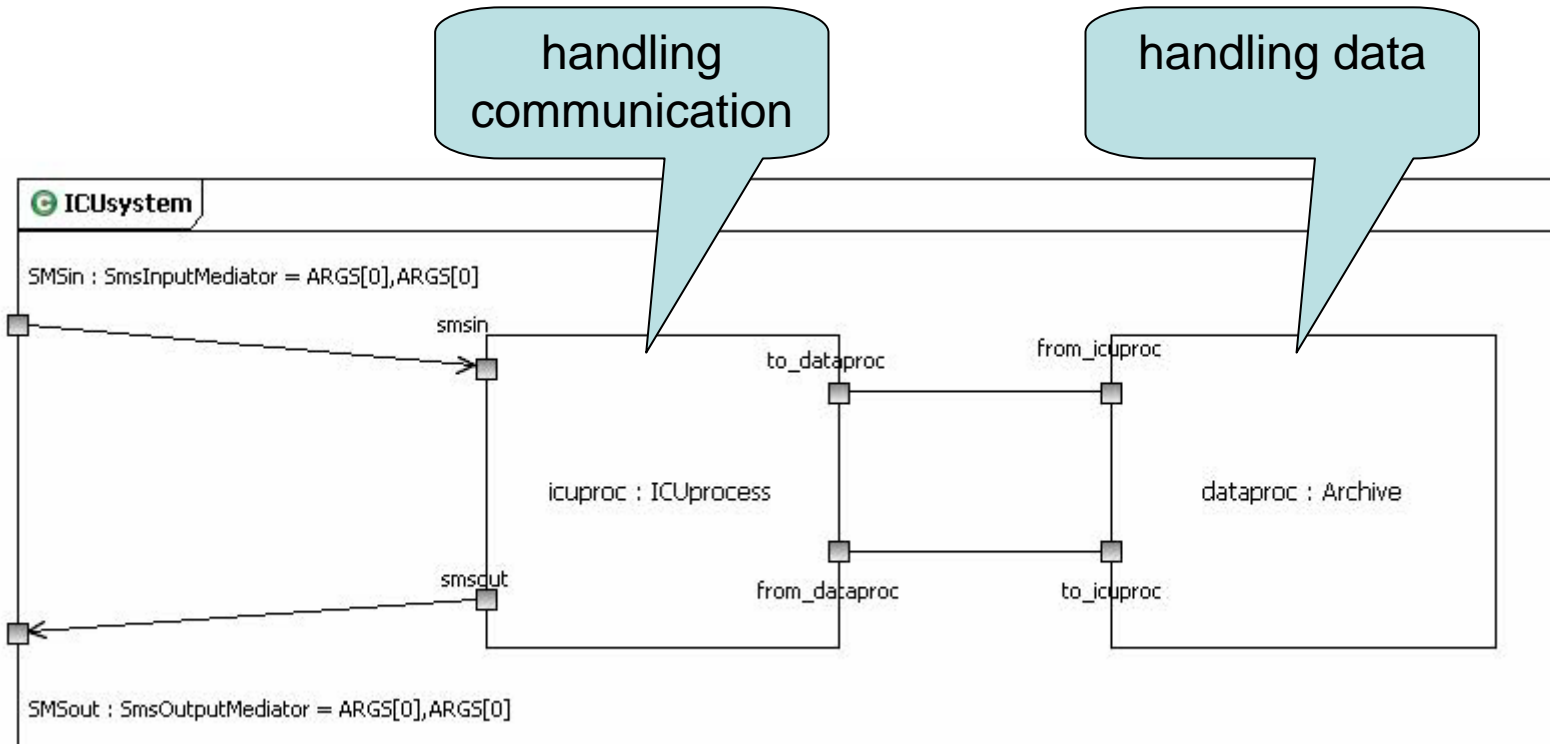 handling
communication
handling data
ICUsystem
SMSin : SmsInputMediator = ARGS[0],ARGS[0]
smsin
to_dataproc
from_icuproc
icuproc : ICUprocess
dataproc : Archive
smsout
from_dataproc
to_icuproc
SMSout : SmsOutputMediator = ARGS[0],ARGS[0]